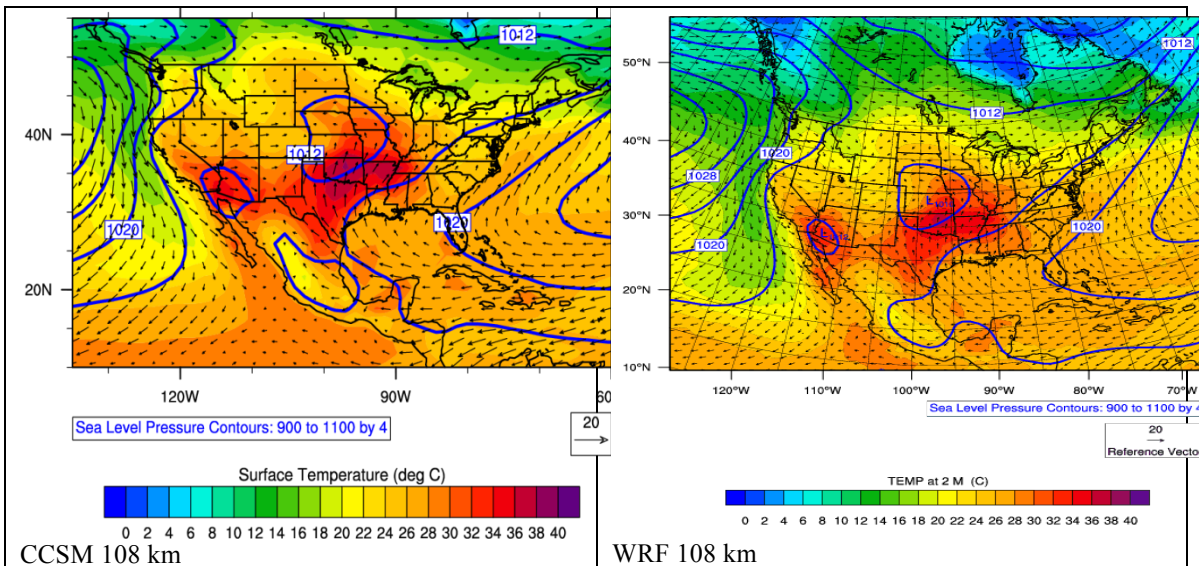 1012
40N
1012
1020
1020
20N
120W
90W
60
Sea Level Pressure Contours: 900 to 1100 by 4
20
Surface Temperature (deg C)
0 2 4 6 8 10 12 14 16 18 20 22 24 26 28 30 32 34 36 38 40
CCSM 108 km
1012
50°N
1012
40°N
1020
1028
30°N
1020
1020
20°N
10°N
120°W 110°W 100°W 90°W 80°W 70°W
Sea Level Pressure Contours: 900 to 1100 by 4
20
Reference Vecto
TEMP at 2 M (C)
0 2 4 6 8 10 12 14 16 18 20 22 24 26 28 30 32 34 36 38 40
WRF 108 km